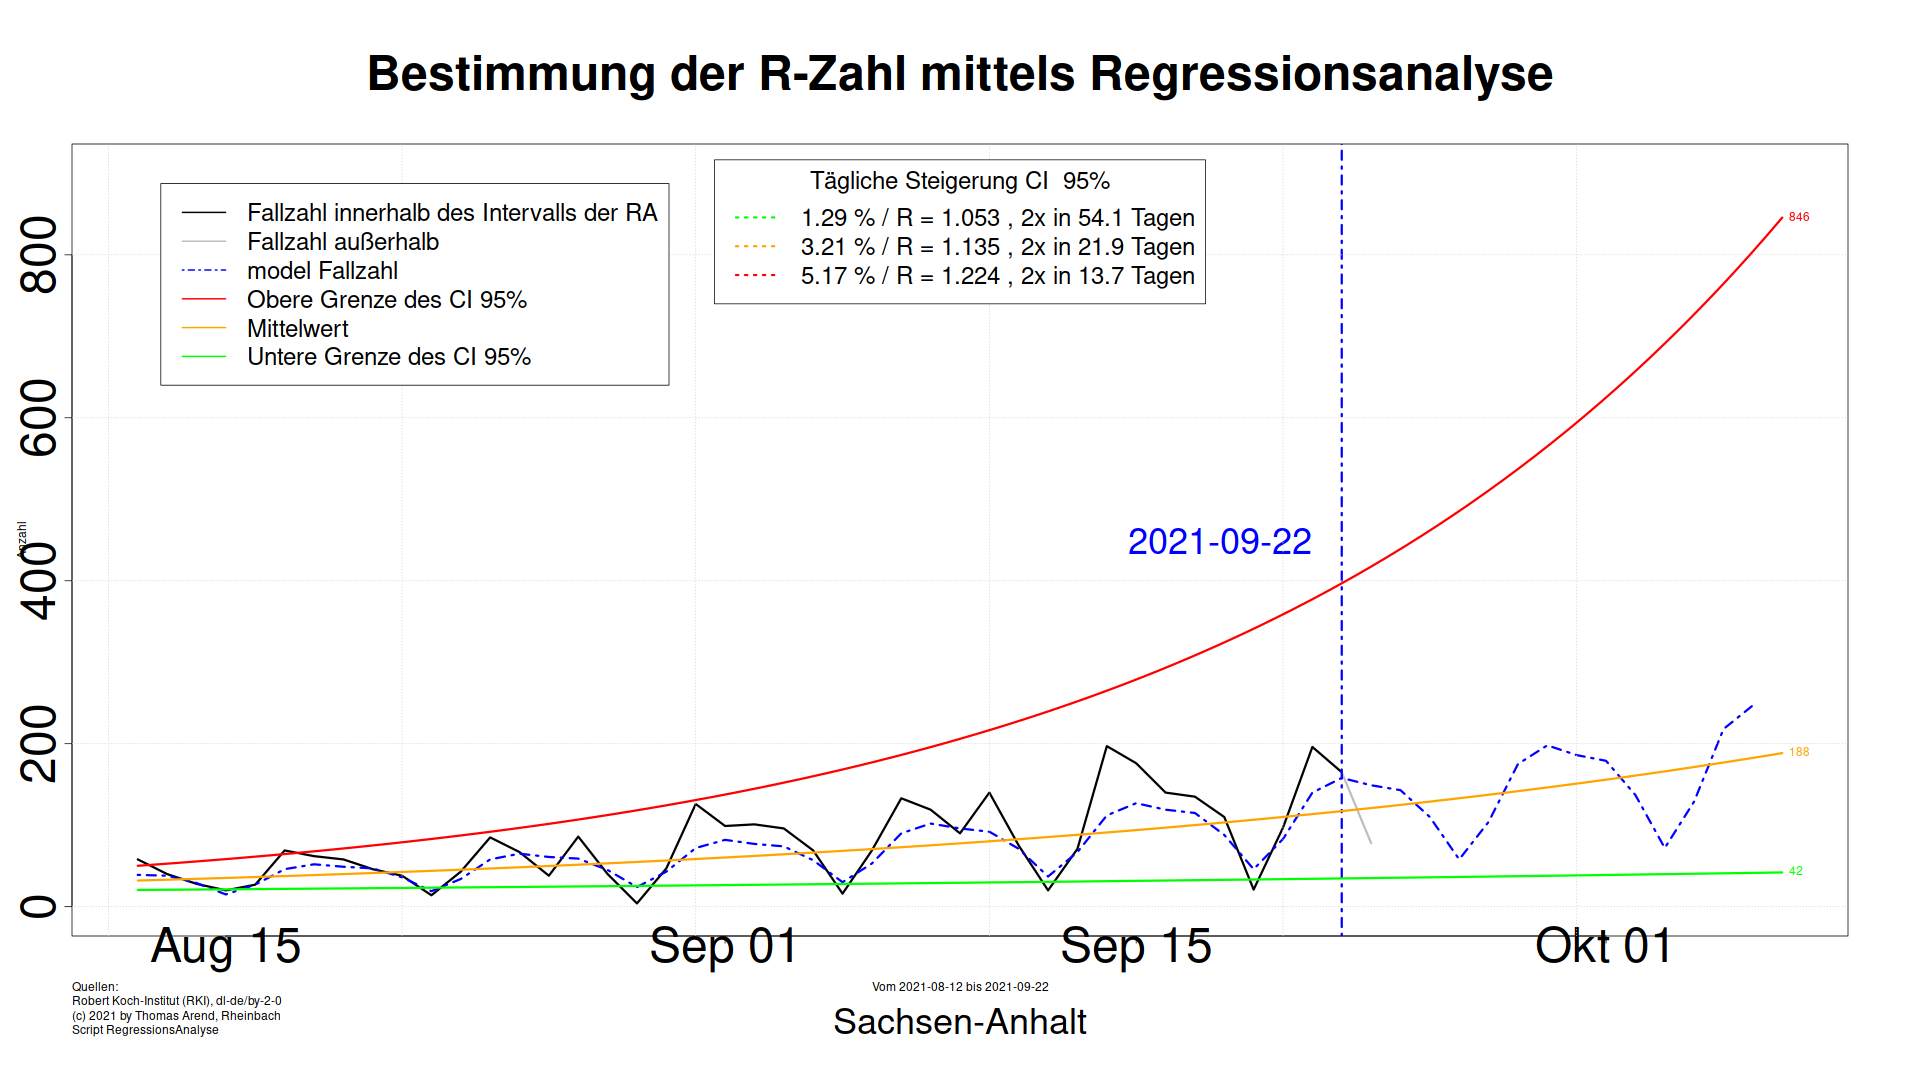 Bestimmung der R-Zahl mittels Regressionsanalyse
Fallzahl innerhalb des Intervalls der RA
Fallzahl außerhalb
model Fallzahl
Obere Grenze des CI 95%
Mittelwert
Untere Grenze des CI 95%
Tägliche Steigerung CI  95%
1.29 % / R = 1.053 , 2x in 54.1 Tagen
3.21 % / R = 1.135 , 2x in 21.9 Tagen
5.17 % / R = 1.224 , 2x in 13.7 Tagen
2021-09-22
846
188
42
Anzahl
800
600
400
200
0
Aug 15
Sep 01
Sep 15
Okt 01
Quellen:
Robert Koch-Institut (RKI), dl-de/by-2-0
(c) 2021 by Thomas Arend, Rheinbach
Script RegressionsAnalyse
Vom 2021-08-12 bis 2021-09-22
Sachsen-Anhalt